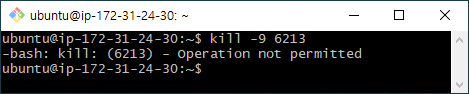 ubuntu@ip-172-31-24-30: ~
ubuntu@ip-172-31-24-30:~$ kill -9 6213
-bash: kill: (6213) - Operation not permitted
ubuntu@ip-172-31-24-30:~$